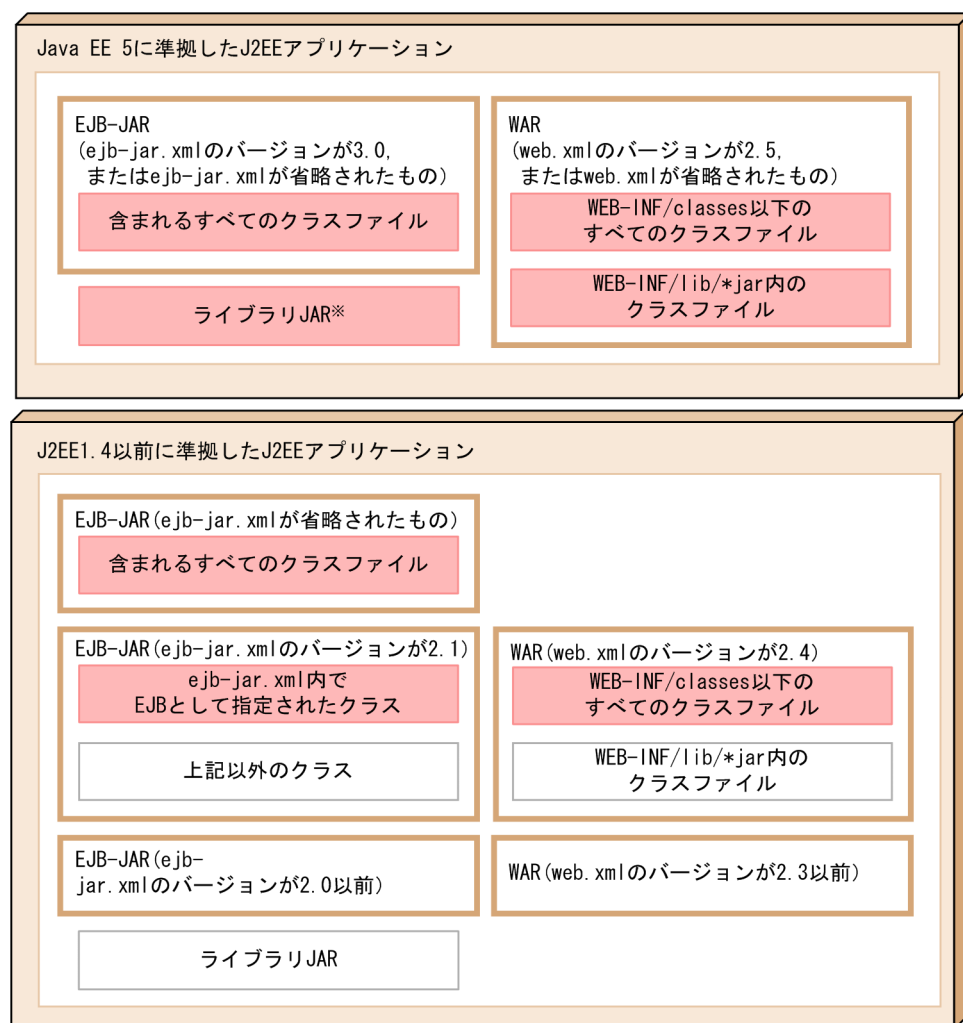 Java EE 5に準拠したJ2EEアプリケーション
EJB-JAR
(ejb-jar.xmlのバージョンが3.0,
またはejb-jar.xmlが省略されたもの)
含まれるすべてのクラスファイル
ライブラリJAR※
WAR
(web.xmlのバージョンが2.5,
またはweb.xmlが省略されたもの)
WEB-INF/classes以下の
すべてのクラスファイル
WEB-INF/lib/*jar内の
クラスファイル
J2EE1.4以前に準拠したJ2EEアプリケーション
EJB-JAR(ejb-jar.xmlが省略されたもの)
含まれるすべてのクラスファイル
EJB-JAR(ejb-jar.xmlのバージョンが2.1)
ejb-jar.xml内で
EJBとして指定されたクラス
上記以外のクラス
WAR(web.xmlのバージョンが2.4)
WEB-INF/classes以下の
すべてのクラスファイル
WEB-INF/lib/*jar内の
クラスファイル
EJB-JAR(ejb-
jar.xmlのバージョンが2.0以前)
WAR(web.xmlのバージョンが2.3以前)
ライブラリJAR